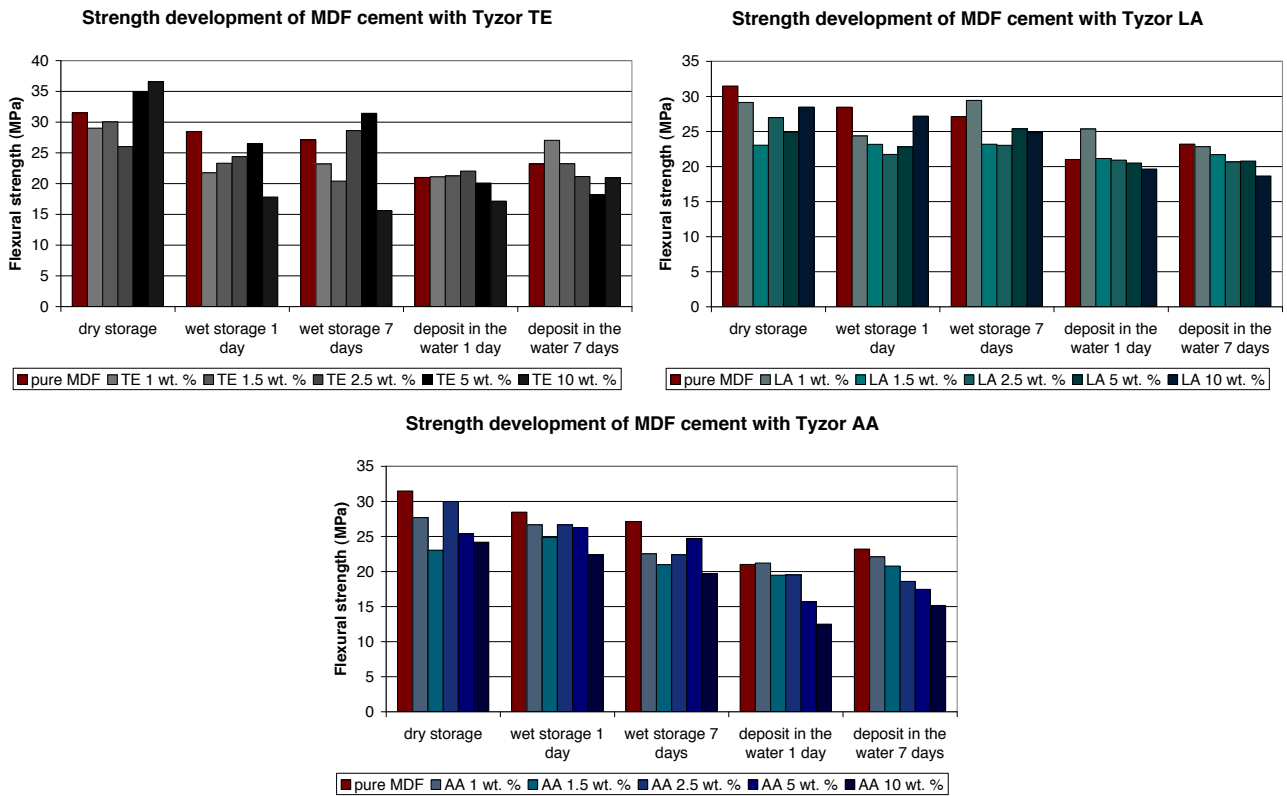 Strength development of MDF cement with Tyzor TE
Flexural strength (MPa)
40
35
30
25
20
15
10
5
0
dry storage
wet storage 1
day
wet storage 7
days
deposit in the
water 1 day
deposit in the
water 7 days
pure MDF TE 1 wt. % TE 1.5 wt. % TE 2.5 wt. % TE 5 wt. % TE 10 wt. %
Strength development of MDF cement with Tyzor LA
Flexural strength (MPa)
35
30
25
20
15
10
5
0
dry storage
wet storage 1
day
wet storage 7
days
deposit in the
water 1 day
deposit in the
water 7 days
pure MDF LA 1 wt. % LA 1.5 wt. % LA 2.5 wt. % LA 5 wt. % LA 10 wt. %
Strength development of MDF cement with Tyzor AA
Flexural strength (MPa)
35
30
25
20
15
10
5
0
dry storage
wet storage 1
day
wet storage 7
days
deposit in the
water 1 day
deposit in the
water 7 days
pure MDF AA 1 wt. % AA 1.5 wt. % AA 2.5 wt. % AA 5 wt. % AA 10 wt. %